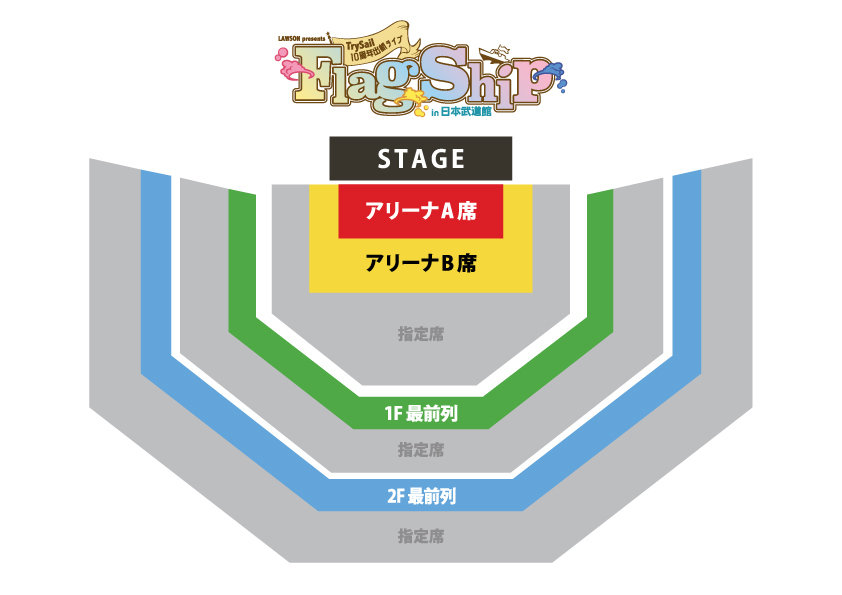 LAWSON presents
TrySail
10周年出航ライブ
FlagShip
in 日本武道館
STAGE
アリーナA席
アリーナB席
指定席
1F 最前列
指定席
2F 最前列
指定席